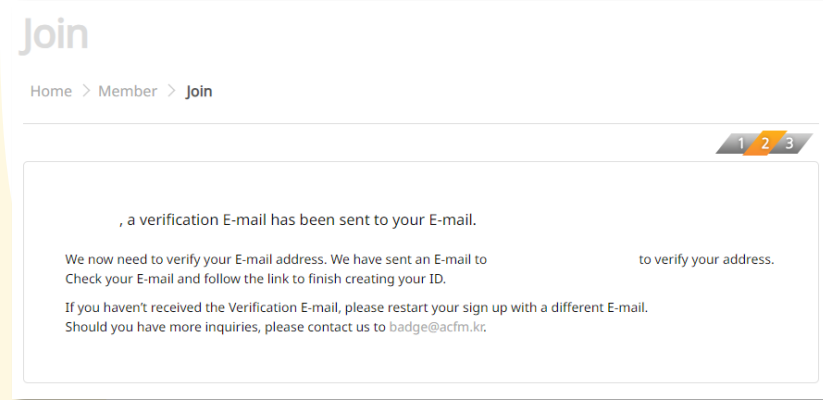 Join
Home > Member > Join
1 2 3
, a verification E-mail has been sent to your E-mail.
We now need to verify your E-mail address. We have sent an E-mail to to verify your address.
Check your E-mail and follow the link to finish creating your ID.
If you haven't received the Verification E-mail, please restart your sign up with a different E-mail.
Should you have more inquiries, please contact us to badge@acfm.kr.